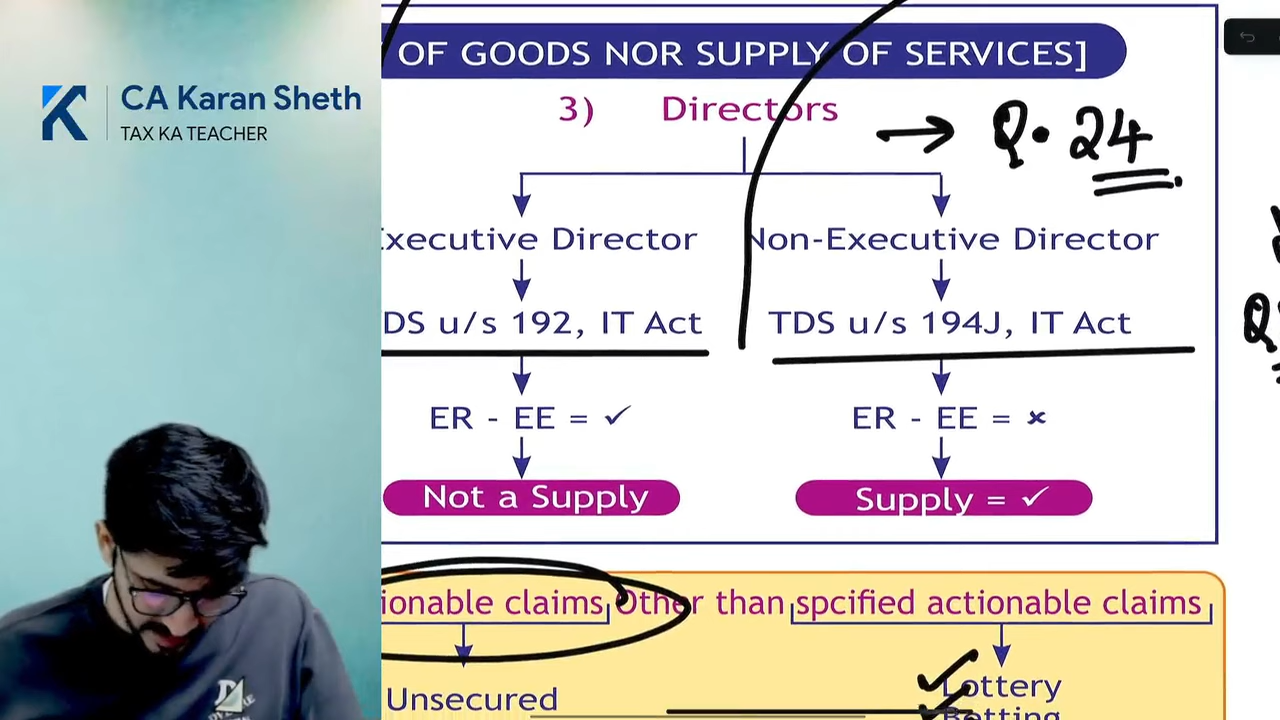 CA Karan Sheth
TAX KA TEACHER
OF GOODS NOR SUPPLY OF SERVICES]
3) Directors
→ Q. 24
Executive Director
Non-Executive Director
DS u/s 192, IT Act
TDS u/s 194J, IT Act
ER - EE = ✓
ER - EE = ×
Not a Supply
Supply = ✓
ionable claims Other than spcified actionable claims
Unsecured
Lottery
Betting